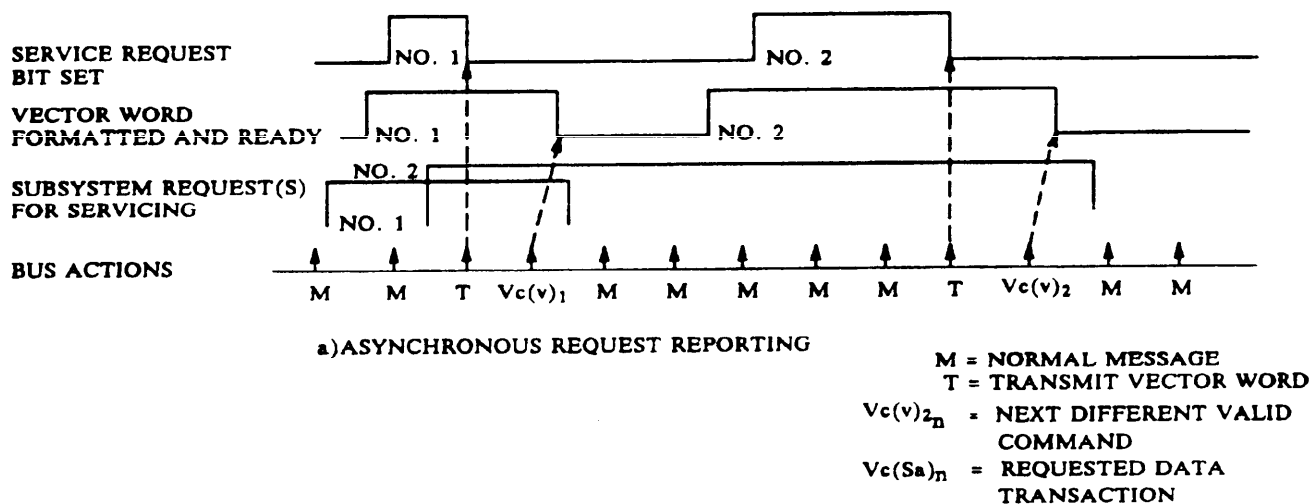 SERVICE REQUEST
BIT SET
NO. 1
NO. 2
VECTOR WORD
FORMATTED AND READY
NO. 1
NO. 2
SUBSYSTEM REQUEST(S)
FOR SERVICING
NO. 2
NO. 1
BUS ACTIONS
M M T Vc(v)1 M M M M M T Vc(v)2 M M
a)ASYNCHRONOUS REQUEST REPORTING
M = NORMAL MESSAGE
T = TRANSMIT VECTOR WORD
Vc(v)2n = NEXT DIFFERENT VALID
COMMAND
Vc(Sa)n = REQUESTED DATA
TRANSACTION